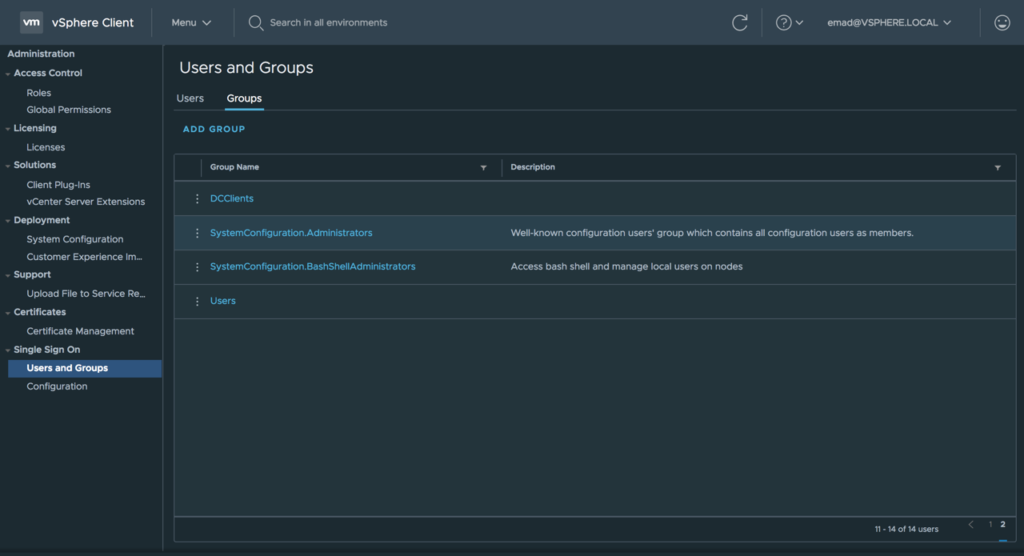 vm vSphere Client Menu Search in all environments emad@VSPHERE.LOCAL
Administration
Access Control
Roles
Global Permissions
Licensing
Licenses
Solutions
Client Plug-Ins
vCenter Server Extensions
Deployment
System Configuration
Customer Experience Im...
Support
Upload File to Service Re...
Certificates
Certificate Management
Single Sign On
Users and Groups
Configuration
Users and Groups
Users Groups
ADD GROUP
Group Name Description
DCClients
SystemConfiguration.Administrators Well-known configuration users' group which contains all configuration users as members.
SystemConfiguration.BashShellAdministrators Access bash shell and manage local users on nodes
Users
11 - 14 of 14 users 1 2